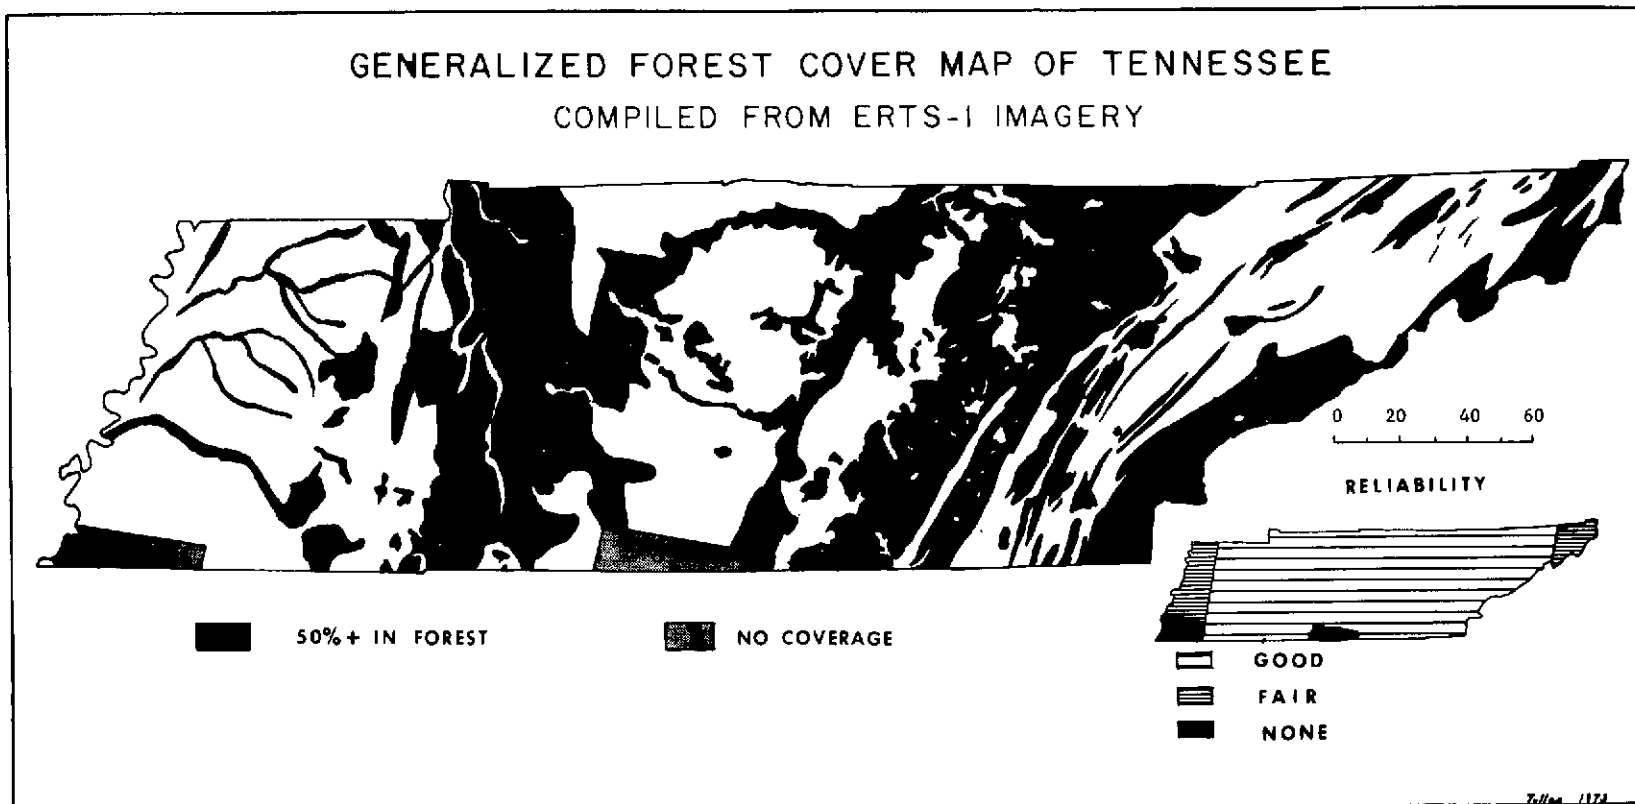 GENERALIZED FOREST COVER MAP OF TENNESSEE
COMPILED FROM ERTS-1 IMAGERY
0 20 40 60
RELIABILITY
50%+ IN FOREST
NO COVERAGE
GOOD
FAIR
NONE